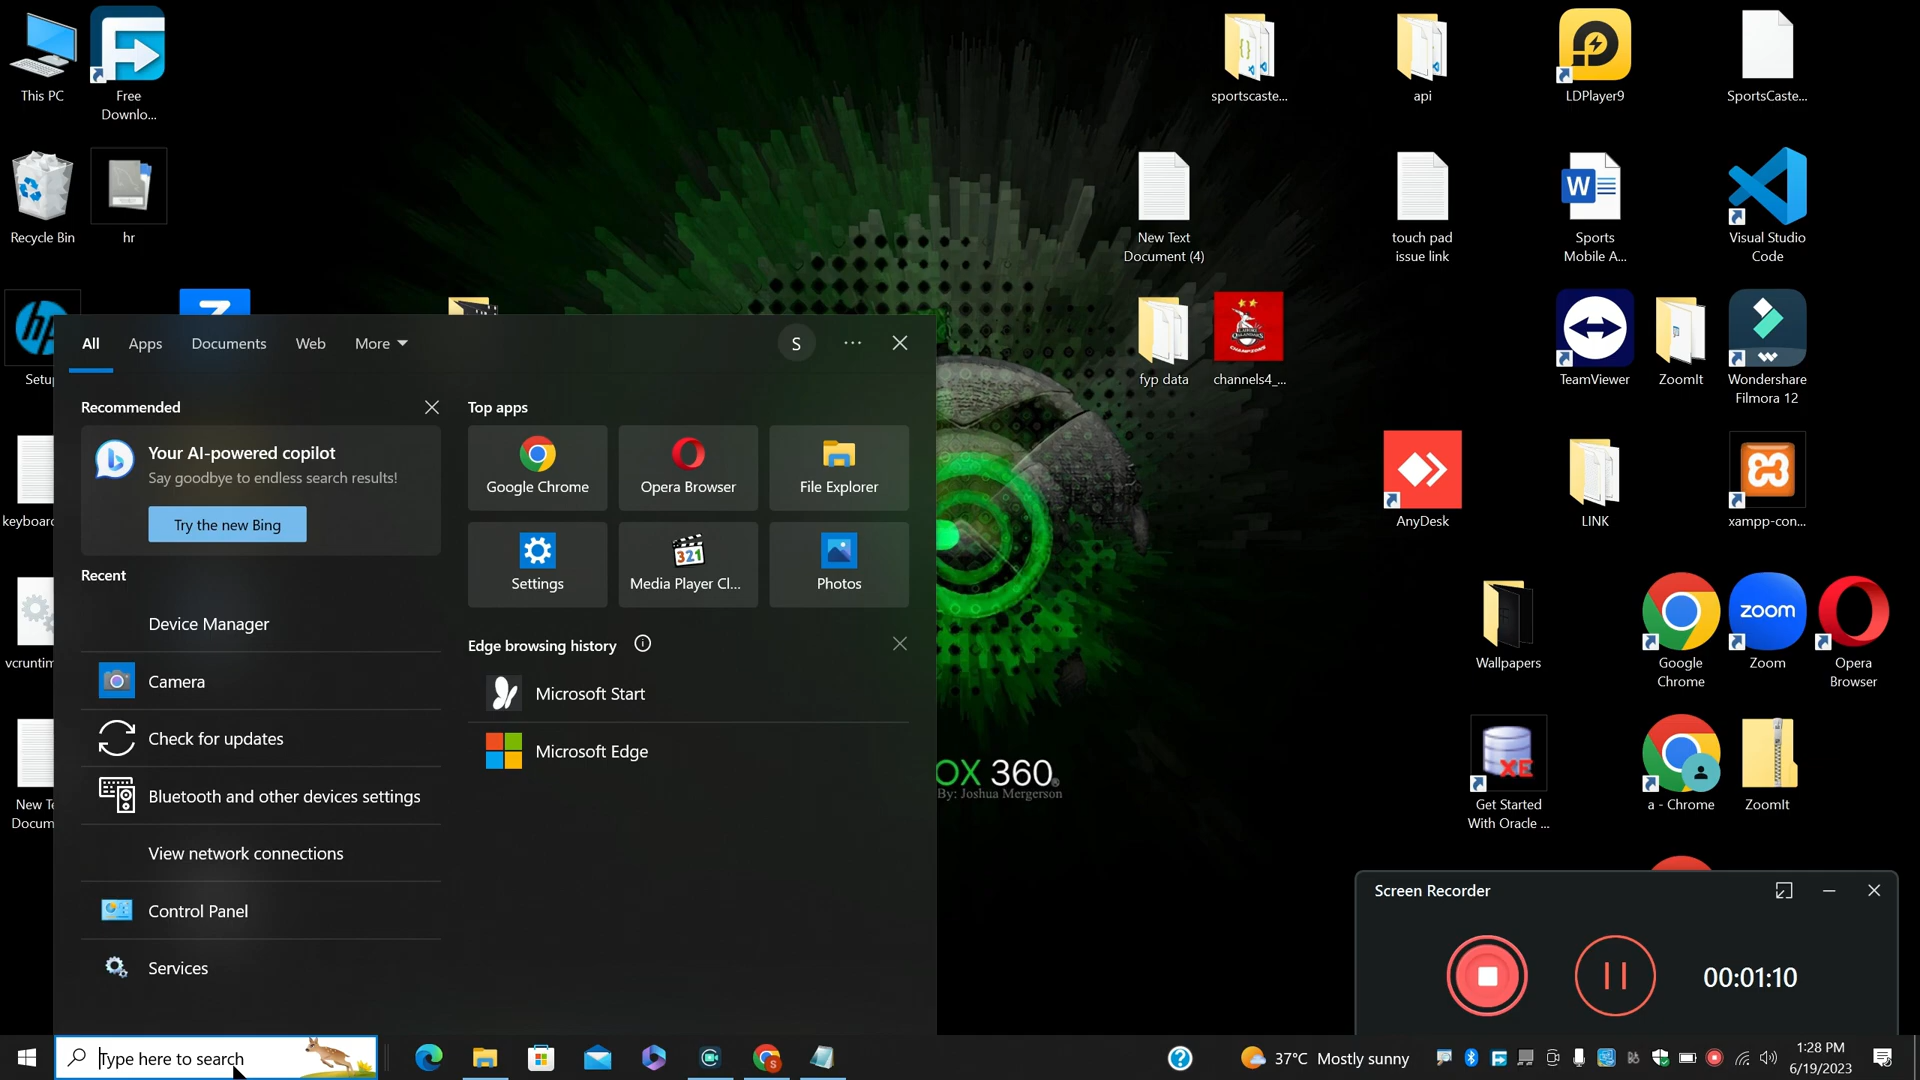 This PC
Free
Downlo...
sportscaste...
api
LDPlayer9
SportsCaste...
Recycle Bin
hr
New Text
Document (4)
touch pad
issue link
W
Sports
Mobile A...
Visual Studio
Code
hp
fyp data
channels4_...
TeamViewer
ZoomIt
Wondershare
Filmora 12
AnyDesk
LINK
xampp-con...
Wallpapers
Google
Chrome
zoom
Zoom
Opera
Browser
XE
Get Started
With Oracle ...
a - Chrome
ZoomIt
OX 360
By: Joshua Mergerson
All
Apps
Documents
Web
More
S
Recommended
Your AI-powered copilot
Say goodbye to endless search results!
Try the new Bing
Recent
Device Manager
Camera
Check for updates
Bluetooth and other devices settings
View network connections
Control Panel
Services
Top apps
Google Chrome
Opera Browser
File Explorer
Settings
321
Media Player Cl...
Photos
Edge browsing history
Microsoft Start
Microsoft Edge
Screen Recorder
00:01:10
Type here to search
37°C Mostly sunny
1:28 PM
6/19/2023